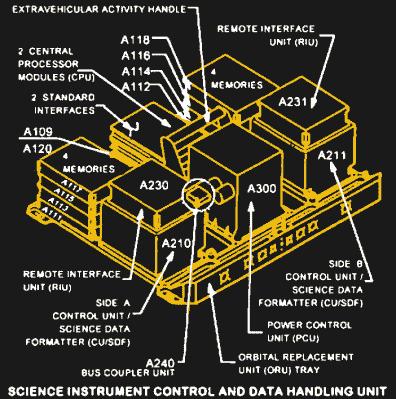 EXTRAVEHICULAR ACTIVITY HANDLE
REMOTE INTERFACE
UNIT (RIU)
A118
A116
A114
A112
2 CENTRAL
PROCESSOR
MODULES (CPU)
4
MEMORIES
2 STANDARD
INTERFACES
A231
A109
A120
4
MEMORIES
A211
A117
A115
A113
A111
A230
A300
A210
REMOTE INTERFACE
UNIT (RIU)
SIDE B
CONTROL UNIT /
SCIENCE DATA
FORMATTER (CU/SDF)
SIDE A
CONTROL UNIT /
SCIENCE DATA
FORMATTER (CU/SDF)
POWER CONTROL
UNIT (PCU)
A240
BUS COUPLER UNIT
ORBITAL REPLACEMENT
UNIT (ORU) TRAY
SCIENCE INSTRUMENT CONTROL AND DATA HANDLING UNIT